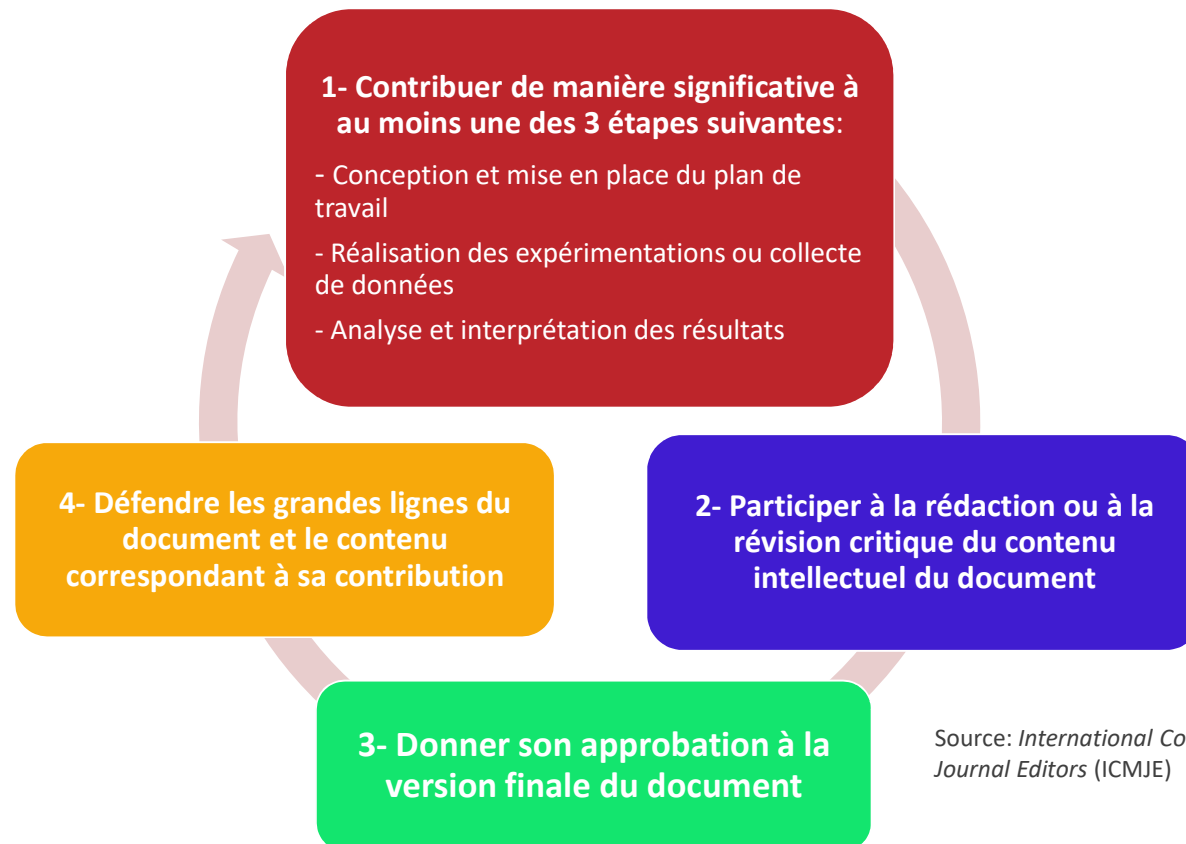 1- Contribuer de manière significative à
au moins une des 3 étapes suivantes:
- Conception et mise en place du plan de
travail
- Réalisation des expérimentations ou collecte
de données
- Analyse et interprétation des résultats
4- Défendre les grandes lignes du
document et le contenu
correspondant à sa contribution
2- Participer à la rédaction ou à la
révision critique du contenu
intellectuel du document
3- Donner son approbation à la
version finale du document
Source: International Co
Journal Editors (ICMJE)